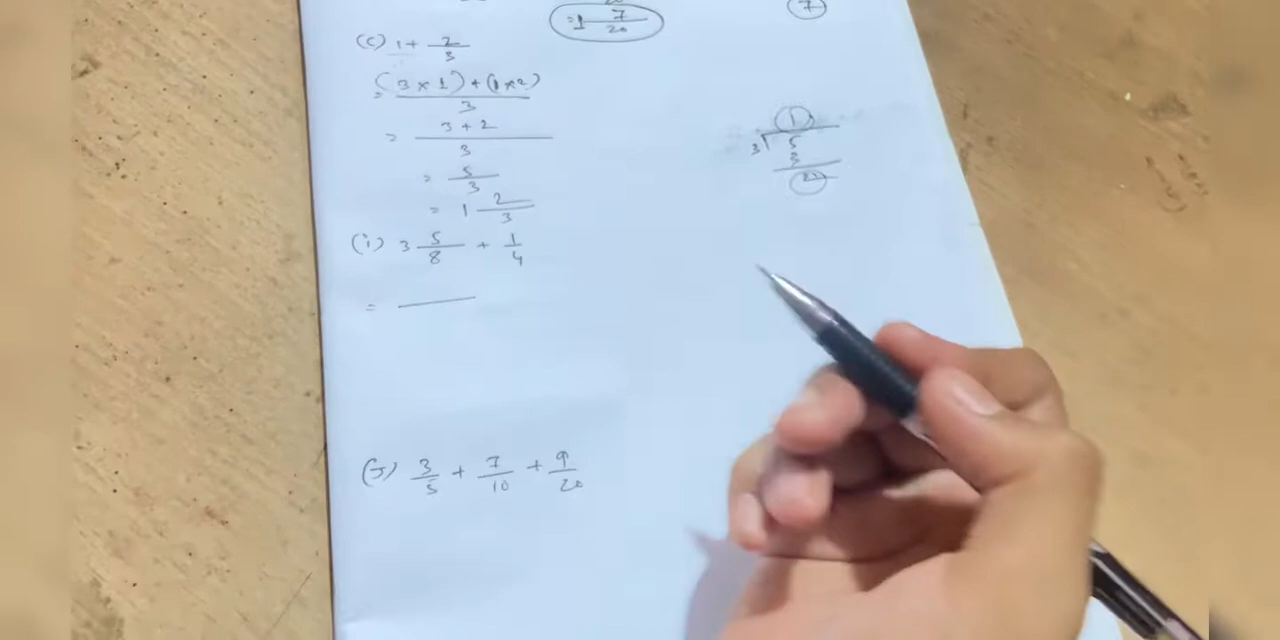 = 1 7/20
7
(c) 1 + 2/3
= (3 × 1) + (1 × 2)/3
= 3 + 2/3
= 5/3
= 1 2/3
1
3 5
3
(i) 3 5/8 + 1/4
=
(J) 3/5 + 7/10 + 9/20